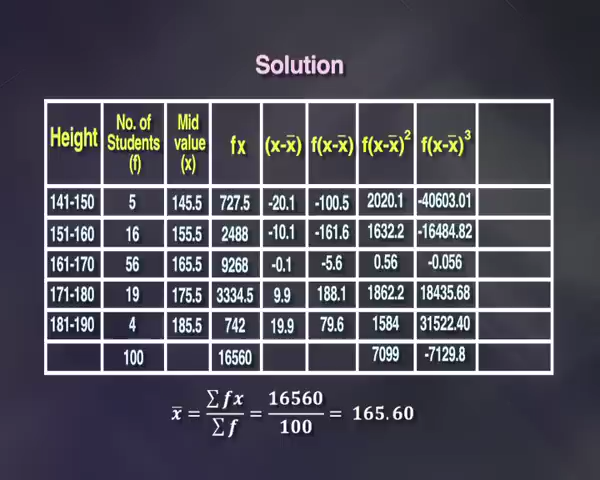 Solution
Height No. of Students (f) Mid value (x) fx (x-x̄) f(x-x̄) f(x-x̄)² f(x-x̄)³
141-150 5 145.5 727.5 -20.1 -100.5 2020.1 -40603.01
151-160 16 155.5 2488 -10.1 -161.6 1632.2 -16484.82
161-170 56 165.5 9268 -0.1 -5.6 0.56 -0.056
171-180 19 175.5 3334.5 9.9 188.1 1862.2 18435.68
181-190 4 185.5 742 19.9 79.6 1584 31522.40
100 16560 7099 -7129.8
x̄ = ∑fx / ∑f = 16560 / 100 = 165.60